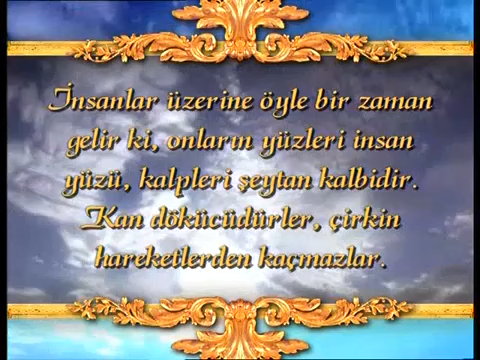 İnsanlar üzerine öyle bir zaman
gelir ki, onların yüzleri insan
yüzü, kalpleri şeytan kalbidir.
Kan dökücüdürler, çirkin
hareketlerden kaçmazlar.